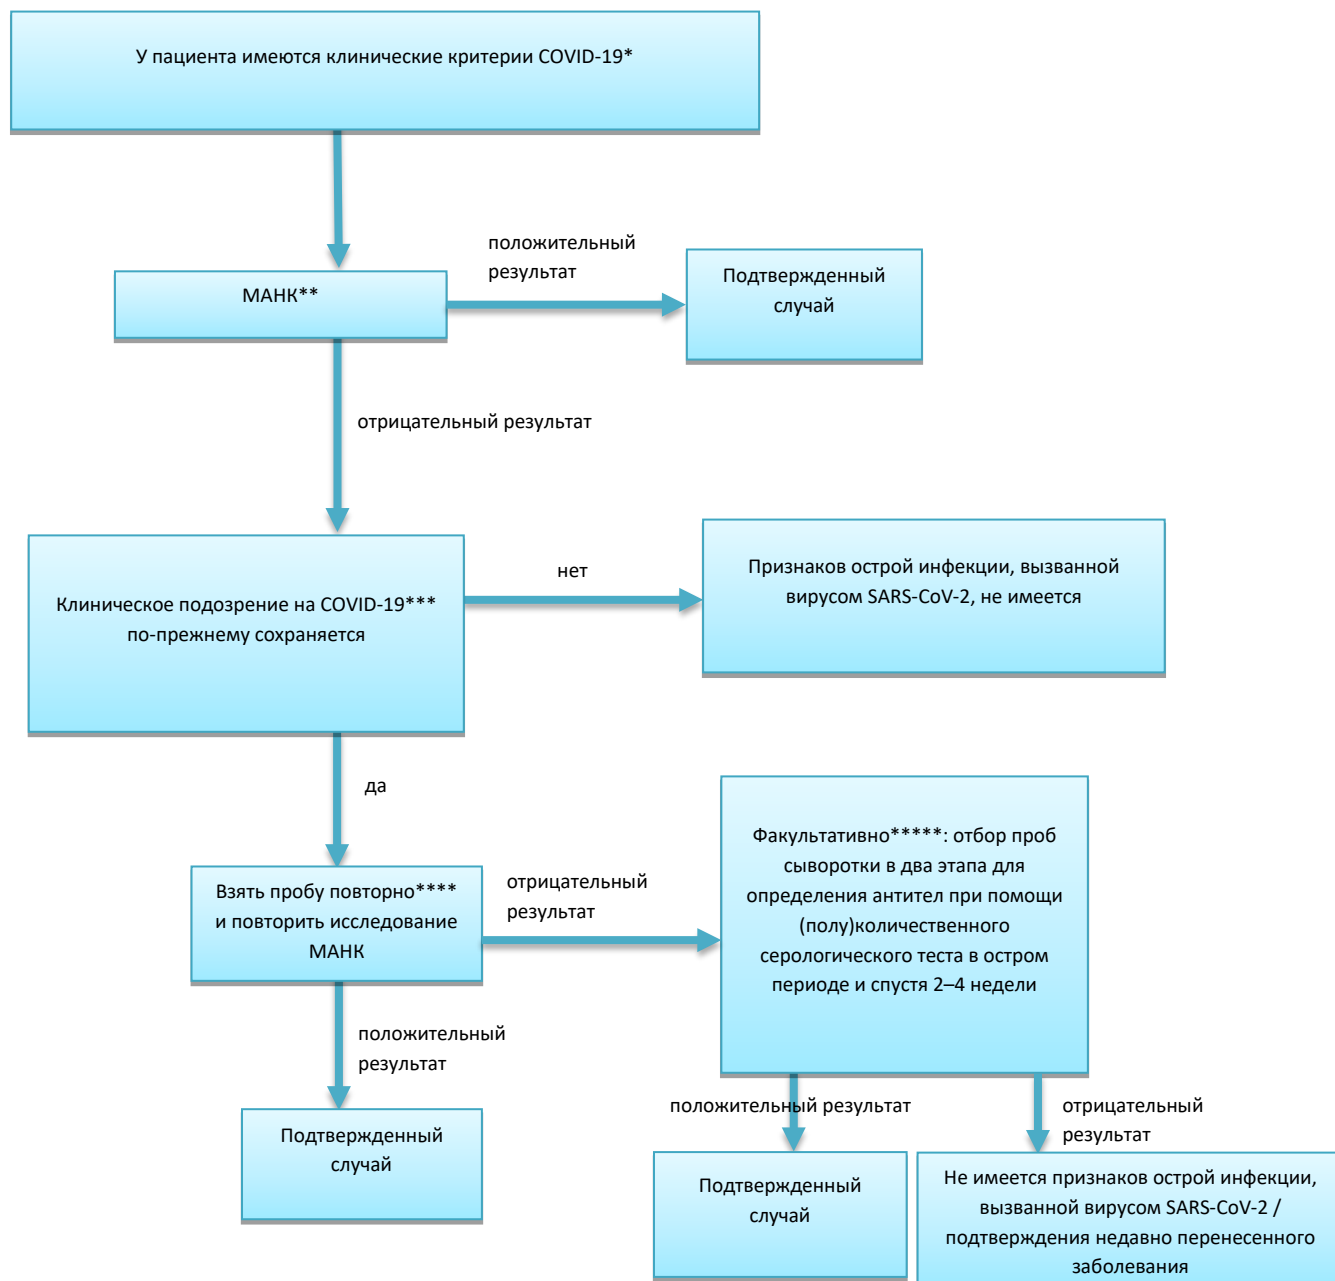 У пациента имеются клинические критерии COVID-19*
положительный
результат
МАНК**
Подтвержденный
случай
отрицательный результат
Клиническое подозрение на COVID-19***
по-прежнему сохраняется
нет
Признаков острой инфекции, вызванной
вирусом SARS-CoV-2, не имеется
да
Взять пробу повторно****
и повторить исследование
МАНК
отрицательный
результат
Факультативно*****: отбор проб
сыворотки в два этапа для
определения антител при помощи
(полу)количественного
серологического теста в остром
периоде и спустя 2–4 недели
положительный
результат
Подтвержденный
случай
положительный результат
Подтвержденный
случай
отрицательный
результат
Не имеется признаков острой инфекции,
вызванной вирусом SARS-CoV-2 /
подтверждения недавно перенесенного
заболевания